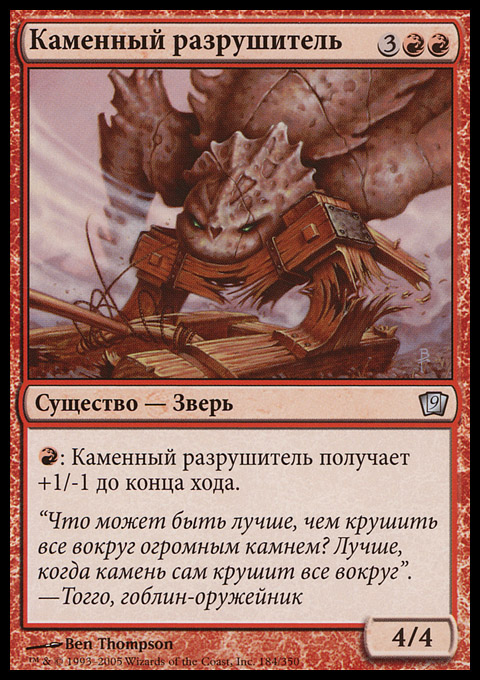 Каменный разрушитель 3
Существо — Зверь 9
: Каменный разрушитель получает
+1/-1 до конца хода.
“Что может быть лучше, чем крушить
все вокруг огромным камнем? Лучше,
когда камень сам крушит все вокруг”.
—Тогго, гоблин-оружейник
Ben Thompson
4/4
™ & © 1993-2005 Wizards of the Coast, Inc. 184/350